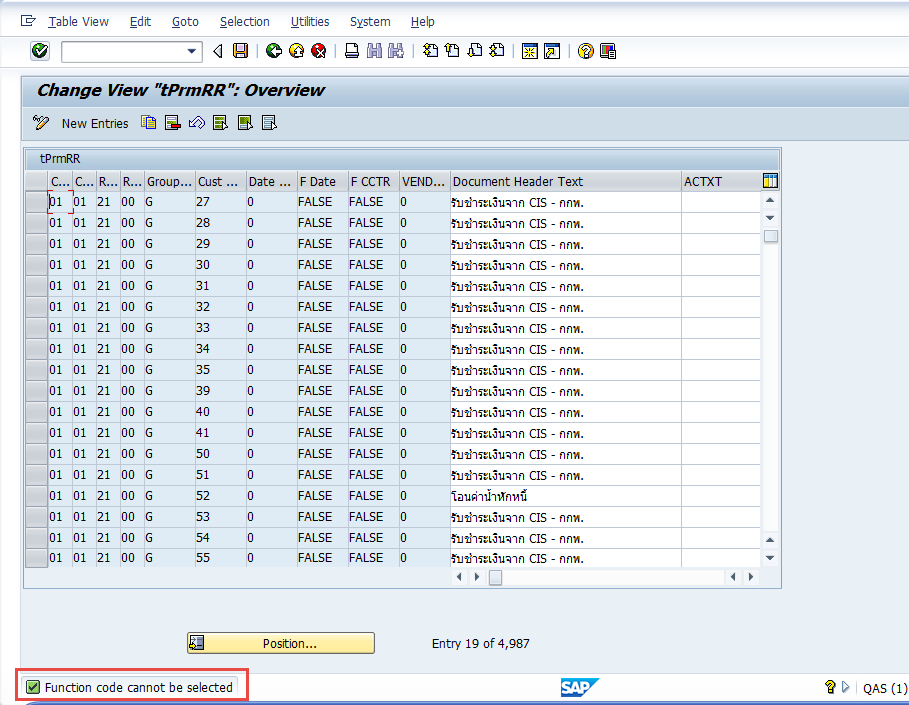 Table View Edit Goto Selection Utilities System Help
Change View "tPrmRR": Overview
New Entries
tPrmRR
C... C... R... R... Group... Cust ... Date ... F Date F CCTR VEND... Document Header Text ACTXT
01 01 21 00 G 27 0 FALSE FALSE 0 รับชำระเงินจาก CIS - กกพ.
01 01 21 00 G 28 0 FALSE FALSE 0 รับชำระเงินจาก CIS - กกพ.
01 01 21 00 G 29 0 FALSE FALSE 0 รับชำระเงินจาก CIS - กกพ.
01 01 21 00 G 30 0 FALSE FALSE 0 รับชำระเงินจาก CIS - กกพ.
01 01 21 00 G 31 0 FALSE FALSE 0 รับชำระเงินจาก CIS - กกพ.
01 01 21 00 G 32 0 FALSE FALSE 0 รับชำระเงินจาก CIS - กกพ.
01 01 21 00 G 33 0 FALSE FALSE 0 รับชำระเงินจาก CIS - กกพ.
01 01 21 00 G 34 0 FALSE FALSE 0 รับชำระเงินจาก CIS - กกพ.
01 01 21 00 G 35 0 FALSE FALSE 0 รับชำระเงินจาก CIS - กกพ.
01 01 21 00 G 39 0 FALSE FALSE 0 รับชำระเงินจาก CIS - กกพ.
01 01 21 00 G 40 0 FALSE FALSE 0 รับชำระเงินจาก CIS - กกพ.
01 01 21 00 G 41 0 FALSE FALSE 0 รับชำระเงินจาก CIS - กกพ.
01 01 21 00 G 50 0 FALSE FALSE 0 รับชำระเงินจาก CIS - กกพ.
01 01 21 00 G 51 0 FALSE FALSE 0 รับชำระเงินจาก CIS - กกพ.
01 01 21 00 G 52 0 FALSE FALSE 0 โอนค่าน้ำหักหนี้
01 01 21 00 G 53 0 FALSE FALSE 0 รับชำระเงินจาก CIS - กกพ.
01 01 21 00 G 54 0 FALSE FALSE 0 รับชำระเงินจาก CIS - กกพ.
01 01 21 00 G 55 0 FALSE FALSE 0 รับชำระเงินจาก CIS - กกพ.
Position... Entry 19 of 4,987
Function code cannot be selected SAP QAS (1)